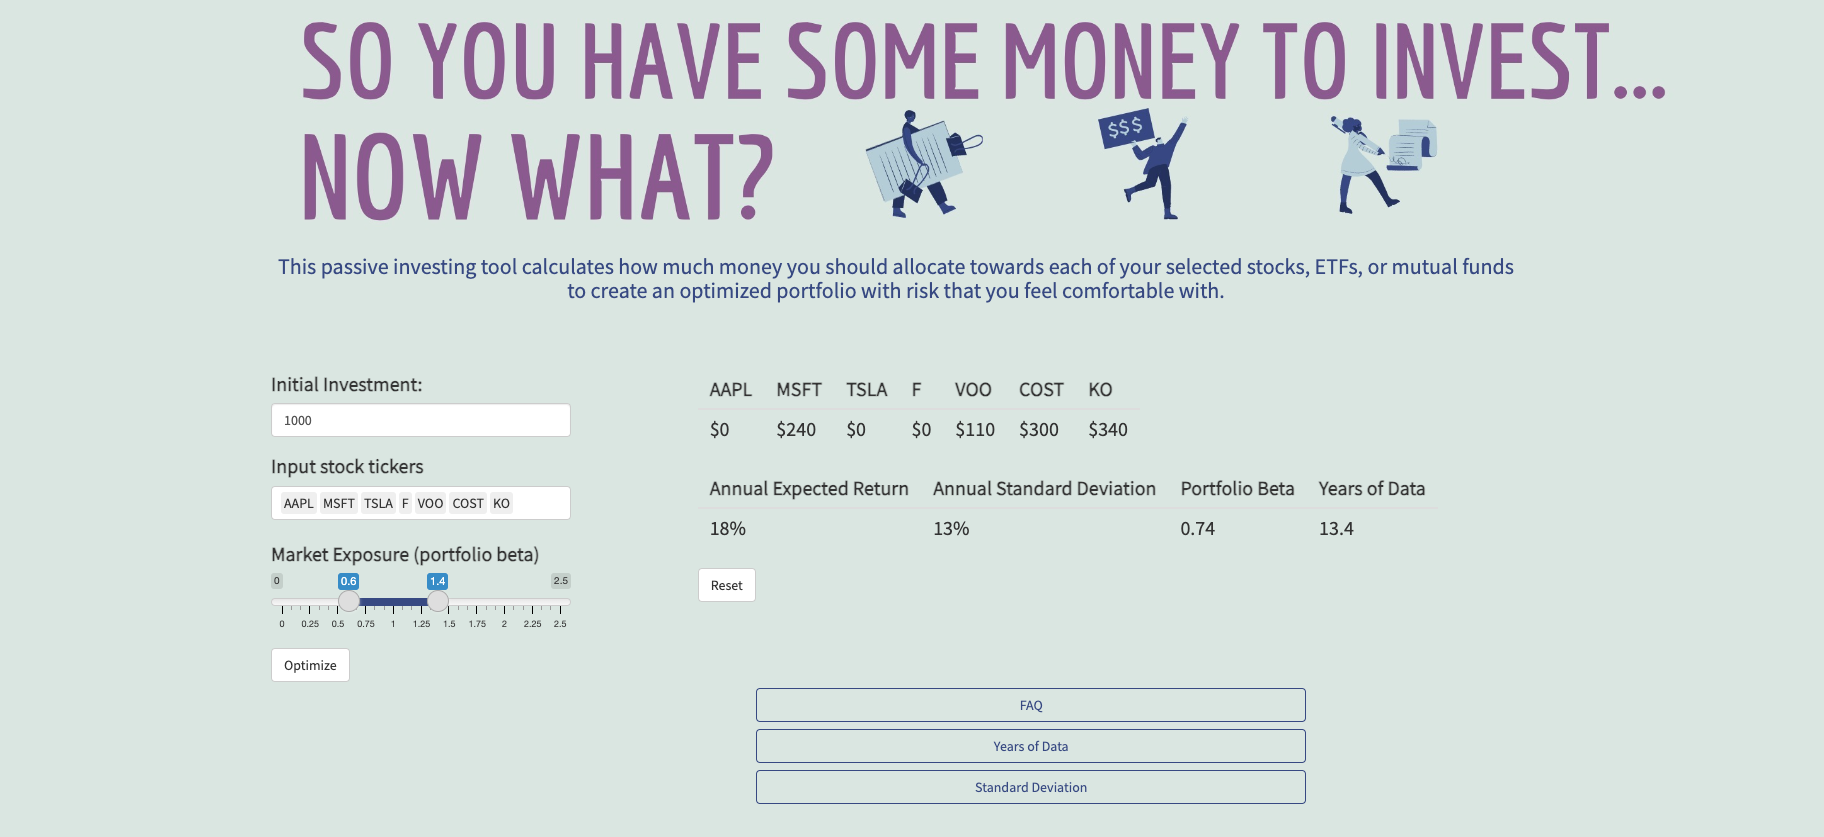 SO YOU HAVE SOME MONEY TO INVEST...
NOW WHAT?
$$$
This passive investing tool calculates how much money you should allocate towards each of your selected stocks, ETFs, or mutual funds
to create an optimized portfolio with risk that you feel comfortable with.
Initial Investment:
1000
Input stock tickers
AAPL MSFT TSLA F VOO COST KO
Market Exposure (portfolio beta)
0 0.6 1.4 2.5
0 0.25 0.5 0.75 1 1.25 1.5 1.75 2 2.25 2.5
Optimize
AAPL MSFT TSLA F VOO COST KO
$0 $240 $0 $0 $110 $300 $340
Annual Expected Return Annual Standard Deviation Portfolio Beta Years of Data
18% 13% 0.74 13.4
Reset
FAQ
Years of Data
Standard Deviation